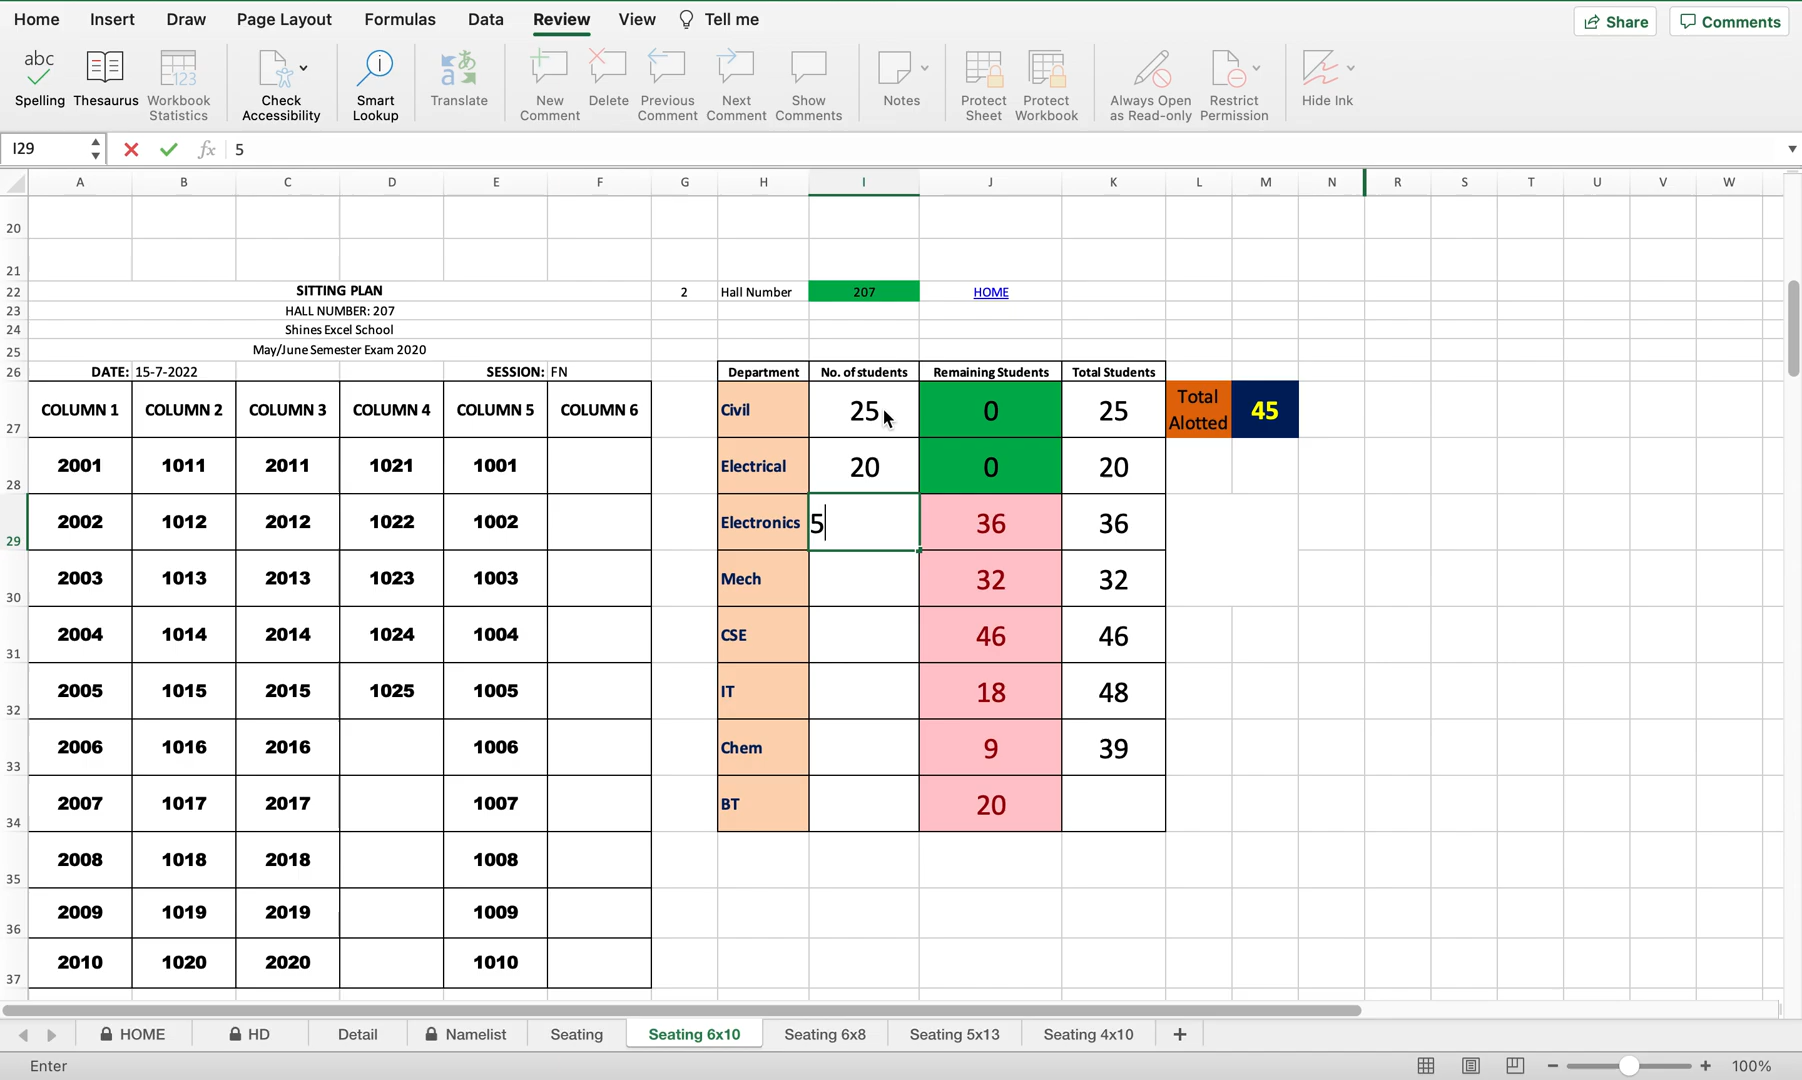 Home Insert Draw Page Layout Formulas Data Review View Tell me Share Comments
abc
Spelling Thesaurus Workbook Statistics Check Accessibility Smart Lookup Translate New Comment Delete Previous Comment Next Comment Show Comments Notes Protect Sheet Protect Workbook Always Open as Read-only Restrict Permission Hide Ink
I29 fx 5
A B C D E F G H I J K L M N R S T U V W
20
21
22 SITTING PLAN 2 Hall Number 207 HOME
23 HALL NUMBER: 207
24 Shines Excel School
25 May/June Semester Exam 2020
26 DATE: 15-7-2022 SESSION: FN Department No. of students Remaining Students Total Students
27 COLUMN 1 COLUMN 2 COLUMN 3 COLUMN 4 COLUMN 5 COLUMN 6 Civil 25 0 25 Total Alotted 45
28 2001 1011 2011 1021 1001 Electrical 20 0 20
29 2002 1012 2012 1022 1002 Electronics 5 36 36
30 2003 1013 2013 1023 1003 Mech 32 32
31 2004 1014 2014 1024 1004 CSE 46 46
32 2005 1015 2015 1025 1005 IT 18 48
33 2006 1016 2016 1006 Chem 9 39
34 2007 1017 2017 1007 BT 20
35 2008 1018 2018 1008
36 2009 1019 2019 1009
37 2010 1020 2020 1010
HOME HD Detail Namelist Seating Seating 6x10 Seating 6x8 Seating 5x13 Seating 4x10 +
Enter 100%